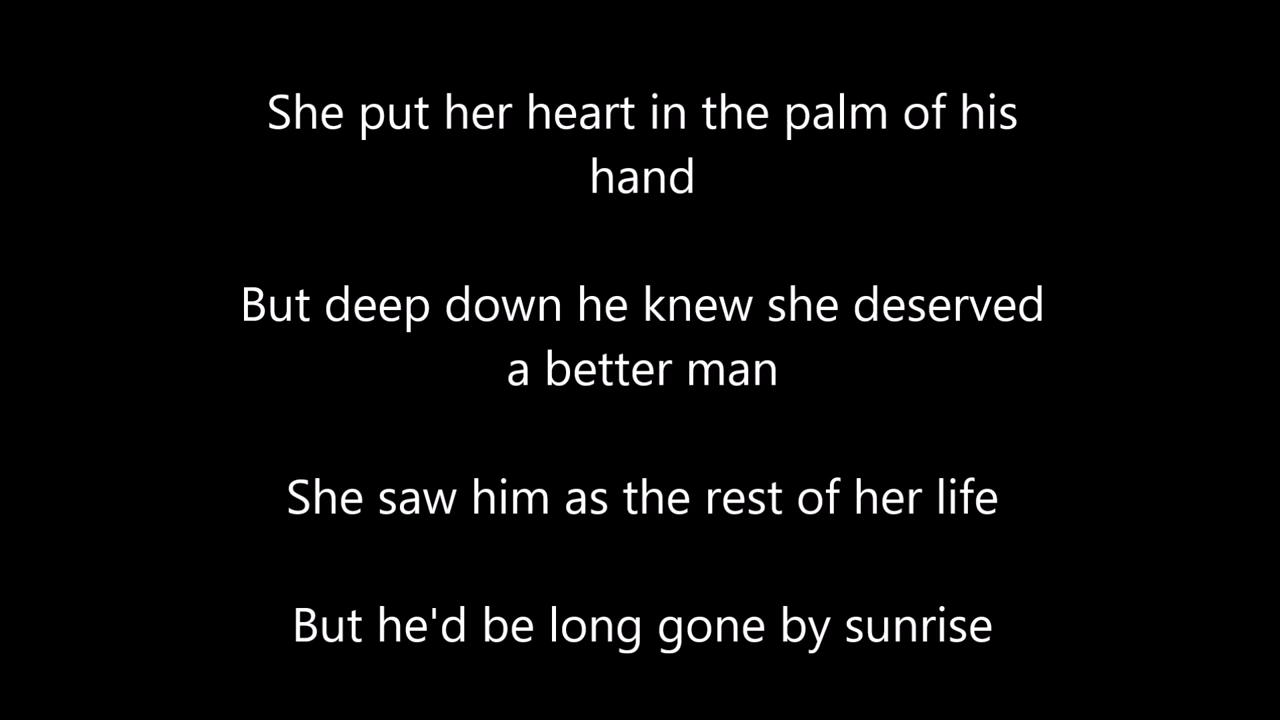 She put her heart in the palm of his
hand
But deep down he knew she deserved
a better man
She saw him as the rest of her life
But he'd be long gone by sunrise